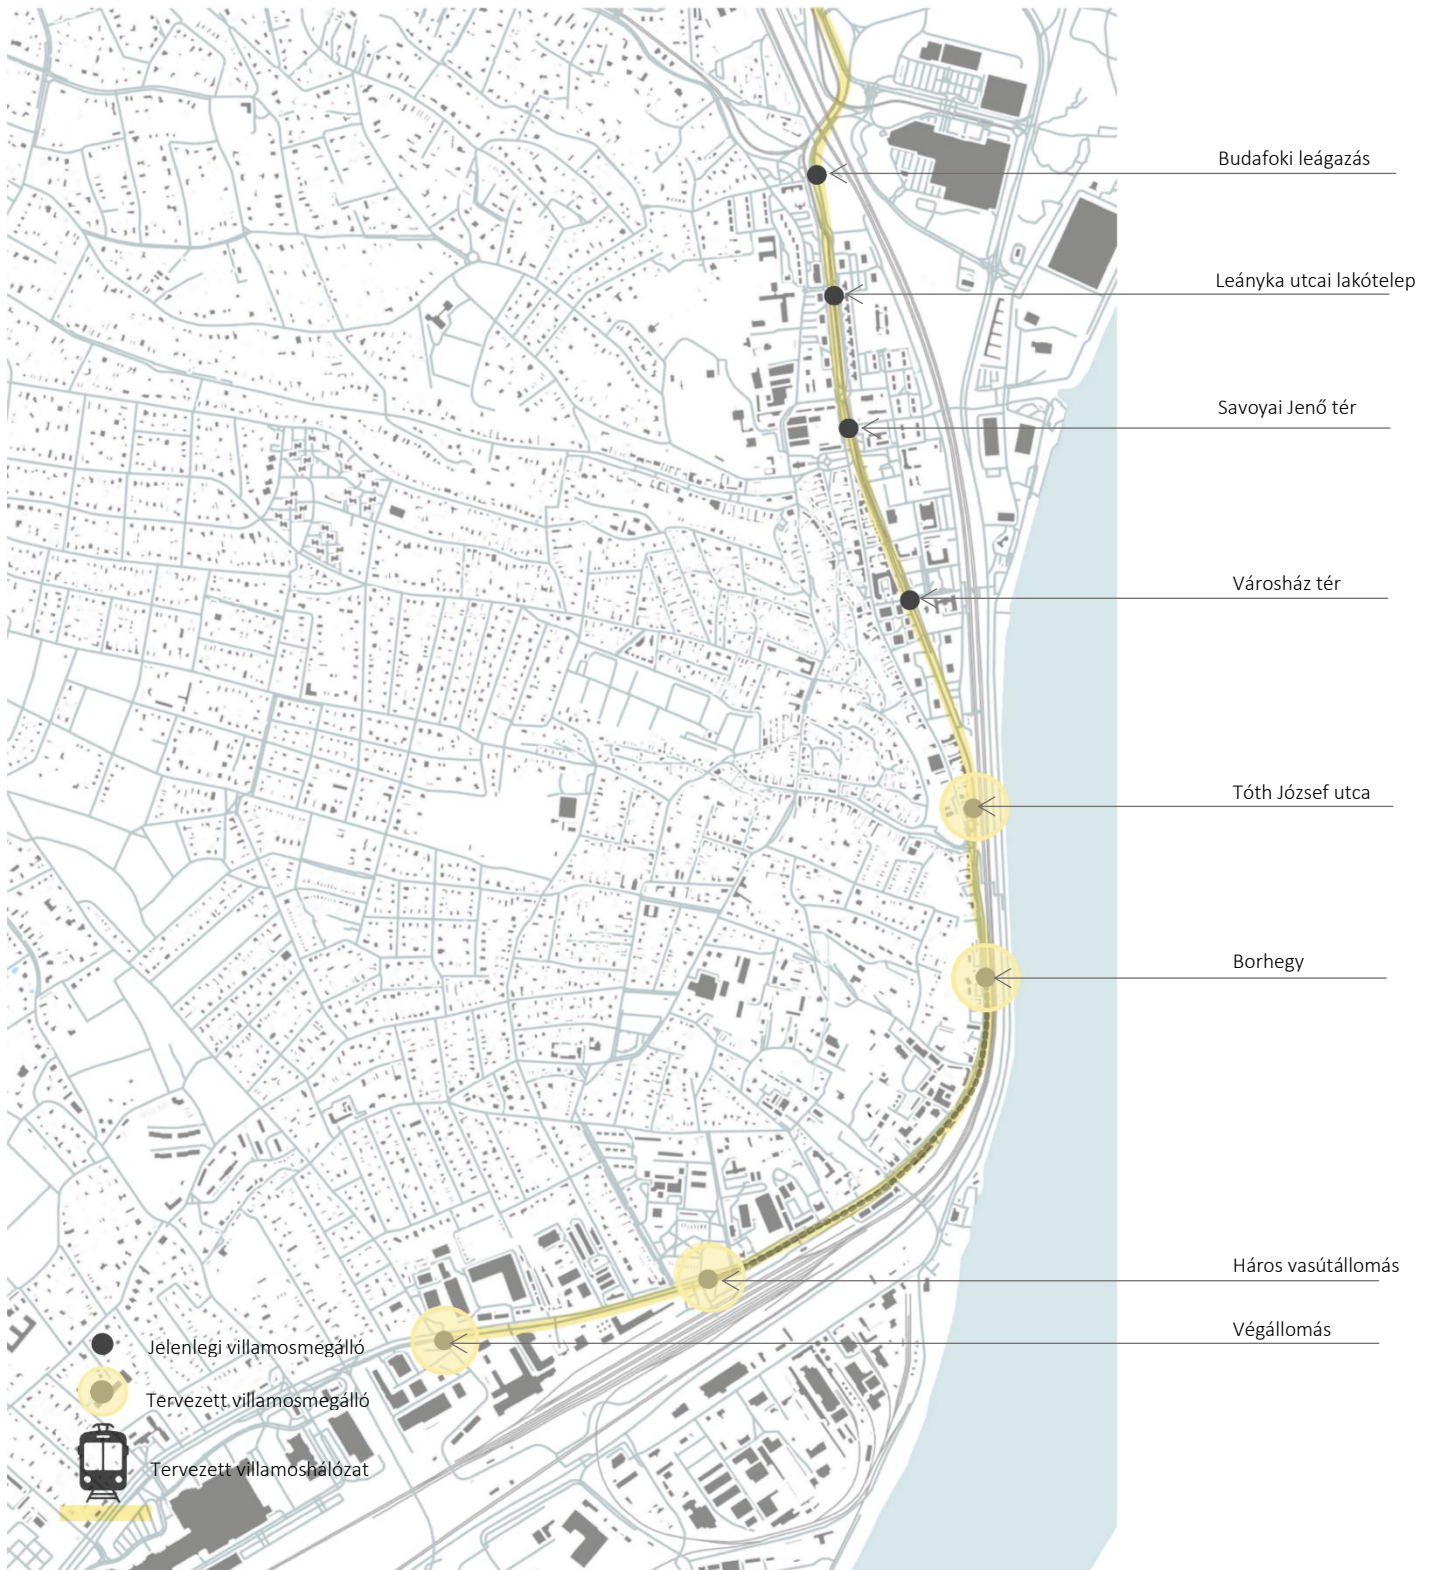 Budafoki leágazás
Leányka utcai lakótelep
Savoyai Jenő tér
Városház tér
Tóth József utca
Borhegy
Háros vasútállomás
Végállomás
Jelenlegi villamosmegálló
Tervezett villamosmegálló
Tervezett villamoshálózat